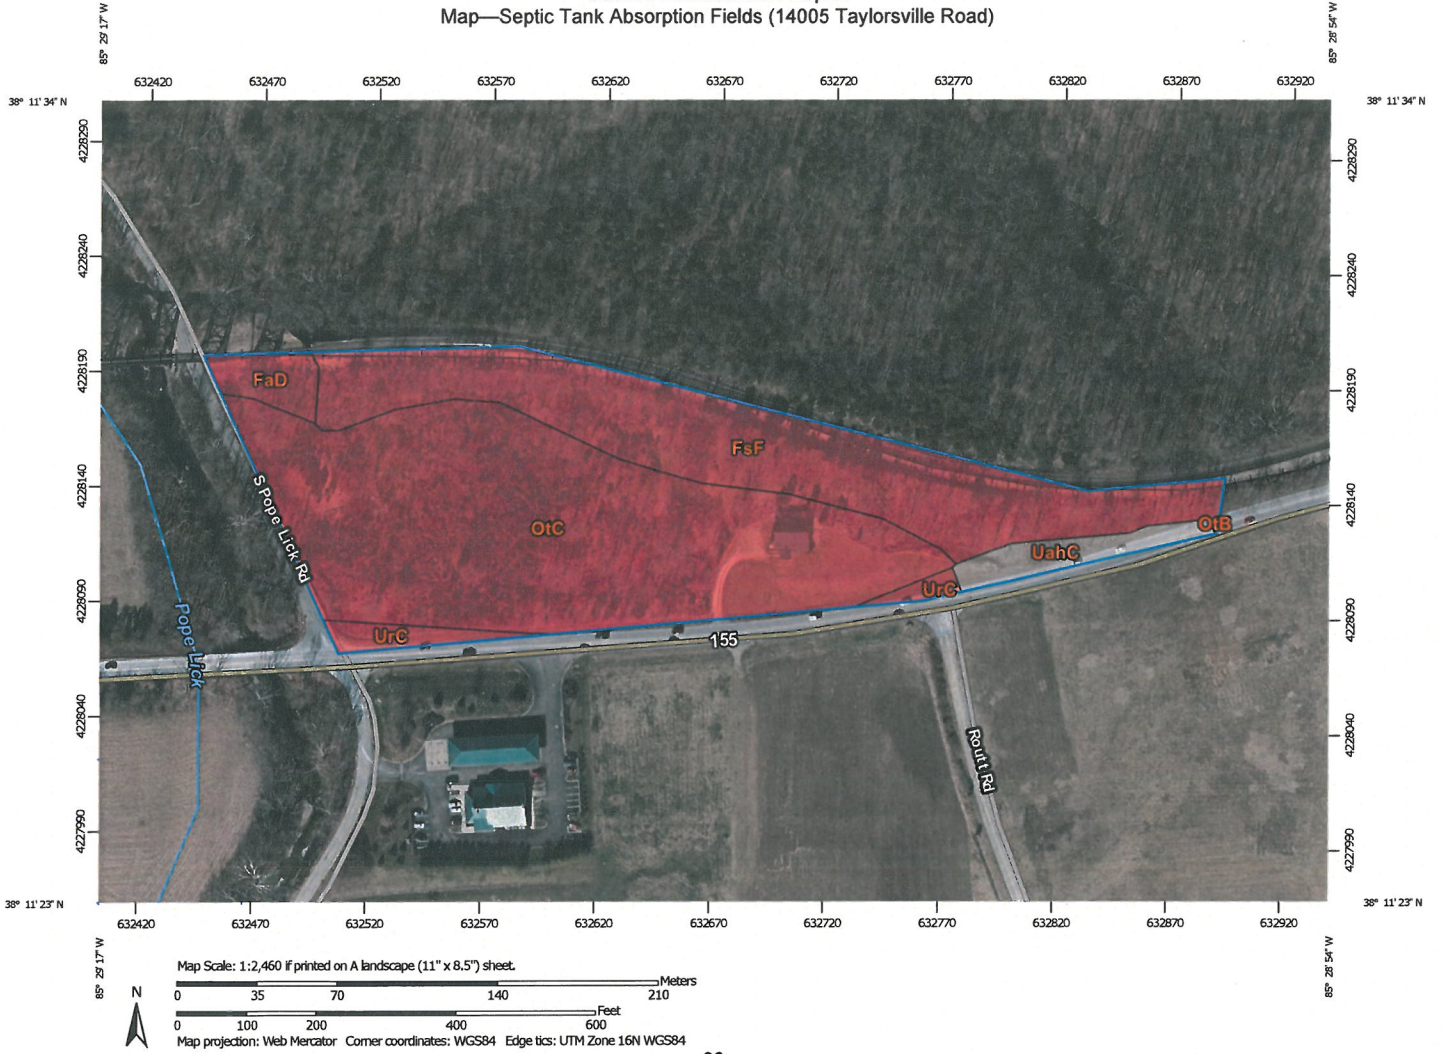 Map—Septic Tank Absorption Fields (14005 Taylorsville Road)
85° 29' 17" W
85° 28' 54" W
632420 632470 632520 632570 632620 632670 632720 632770 632820 632870 632920
38° 11' 34" N
38° 11' 34" N
4228290
4228290
4228240
4228240
4228190
4228190
FaD
FsF
4228140
4228140
S Pope Lick Rd
OtC
OtB
UahC
UrC
4228090
4228090
Pope Lick
UrC
155
4228040
4228040
Routt Rd
4227990
4227990
38° 11' 23" N
38° 11' 23" N
632420 632470 632520 632570 632620 632670 632720 632770 632820 632870 632920
85° 29' 17" W
85° 28' 54" W
Map Scale: 1:2,460 if printed on A landscape (11" x 8.5") sheet.
N
Meters
0 35 70 140 210
Feet
0 100 200 400 600
Map projection: Web Mercator Corner coordinates: WGS84 Edge tics: UTM Zone 16N WGS84